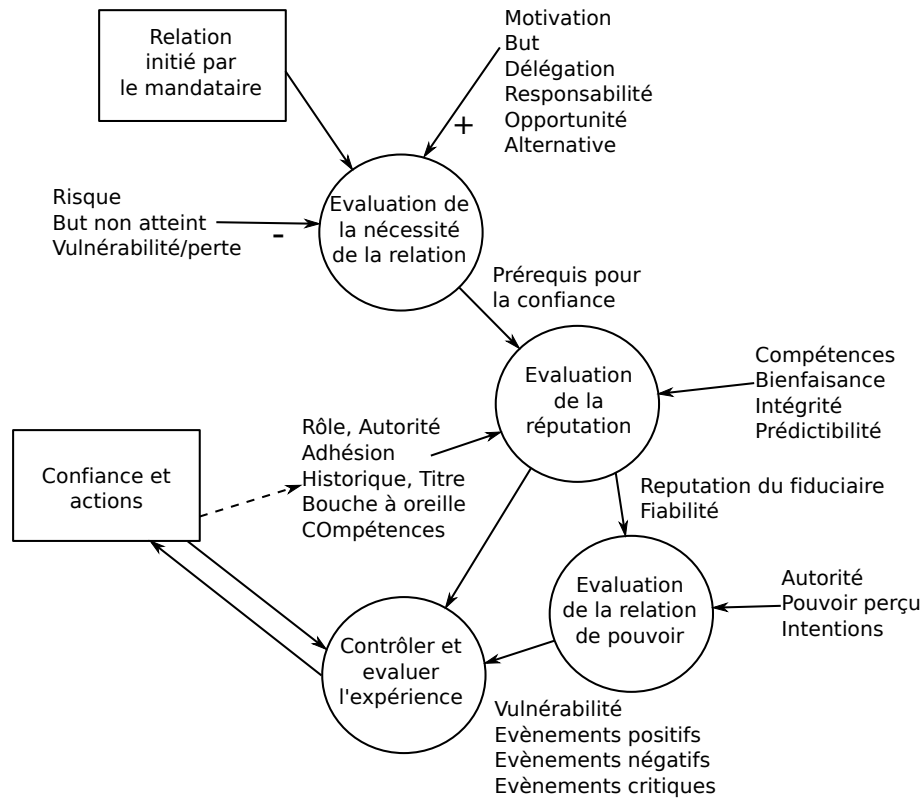 Relation
initié par
le mandataire
Motivation
But
Délégation
Responsabilité
Opportunité
Alternative
+
Risque
But non atteint
Vulnérabilité/perte
-
Evaluation de
la nécessité
de la relation
Prérequis pour
la confiance
Evaluation
de la
réputation
Compétences
Bienfaisance
Intégrité
Prédictibilité
Rôle, Autorité
Adhésion
Historique, Titre
Bouche à oreille
COmpétences
Confiance et
actions
Reputation du fiduciaire
Fiabilité
Evaluation
de la relation
de pouvoir
Autorité
Pouvoir perçu
Intentions
Contrôler et
evaluer
l'expérience
Vulnérabilité
Evènements positifs
Evènements négatifs
Evènements critiques